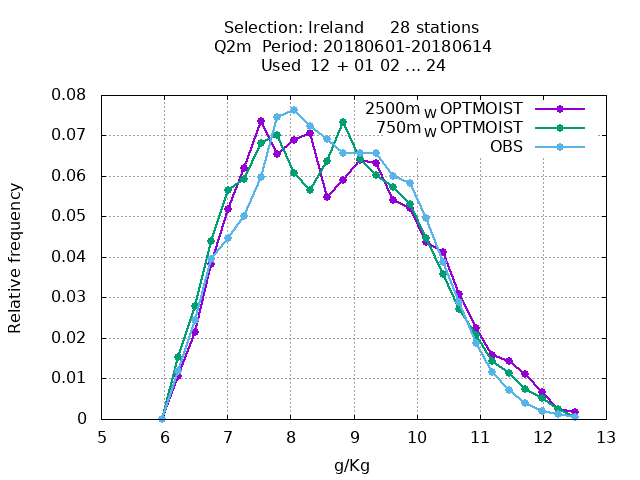 Selection: Ireland 28 stations
Q2m Period: 20180601-20180614
Used 12 + 01 02 ... 24
2500m_W OPTMOIST
750m_W OPTMOIST
OBS
0.08
0.07
0.06
0.05
0.04
0.03
0.02
0.01
0
Relative frequency
5 6 7 8 9 10 11 12 13
g/Kg